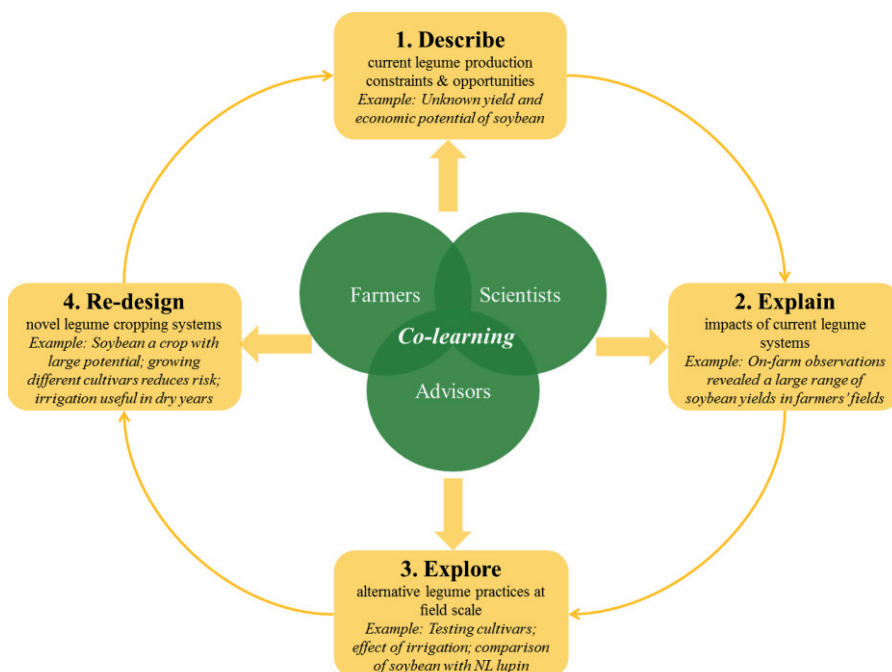 1. Describe
current legume production
constraints & opportunities
Example: Unknown yield and
economic potential of soybean
2. Explain
impacts of current legume
systems
Example: On-farm observations
revealed a large range of
soybean yields in farmers' fields
3. Explore
alternative legume practices at
field scale
Example: Testing cultivars;
effect of irrigation; comparison
of soybean with NL lupin
4. Re-design
novel legume cropping systems
Example: Soybean a crop with
large potential; growing
different cultivars reduces risk;
irrigation useful in dry years
Farmers
Scientists
Co-learning
Advisors